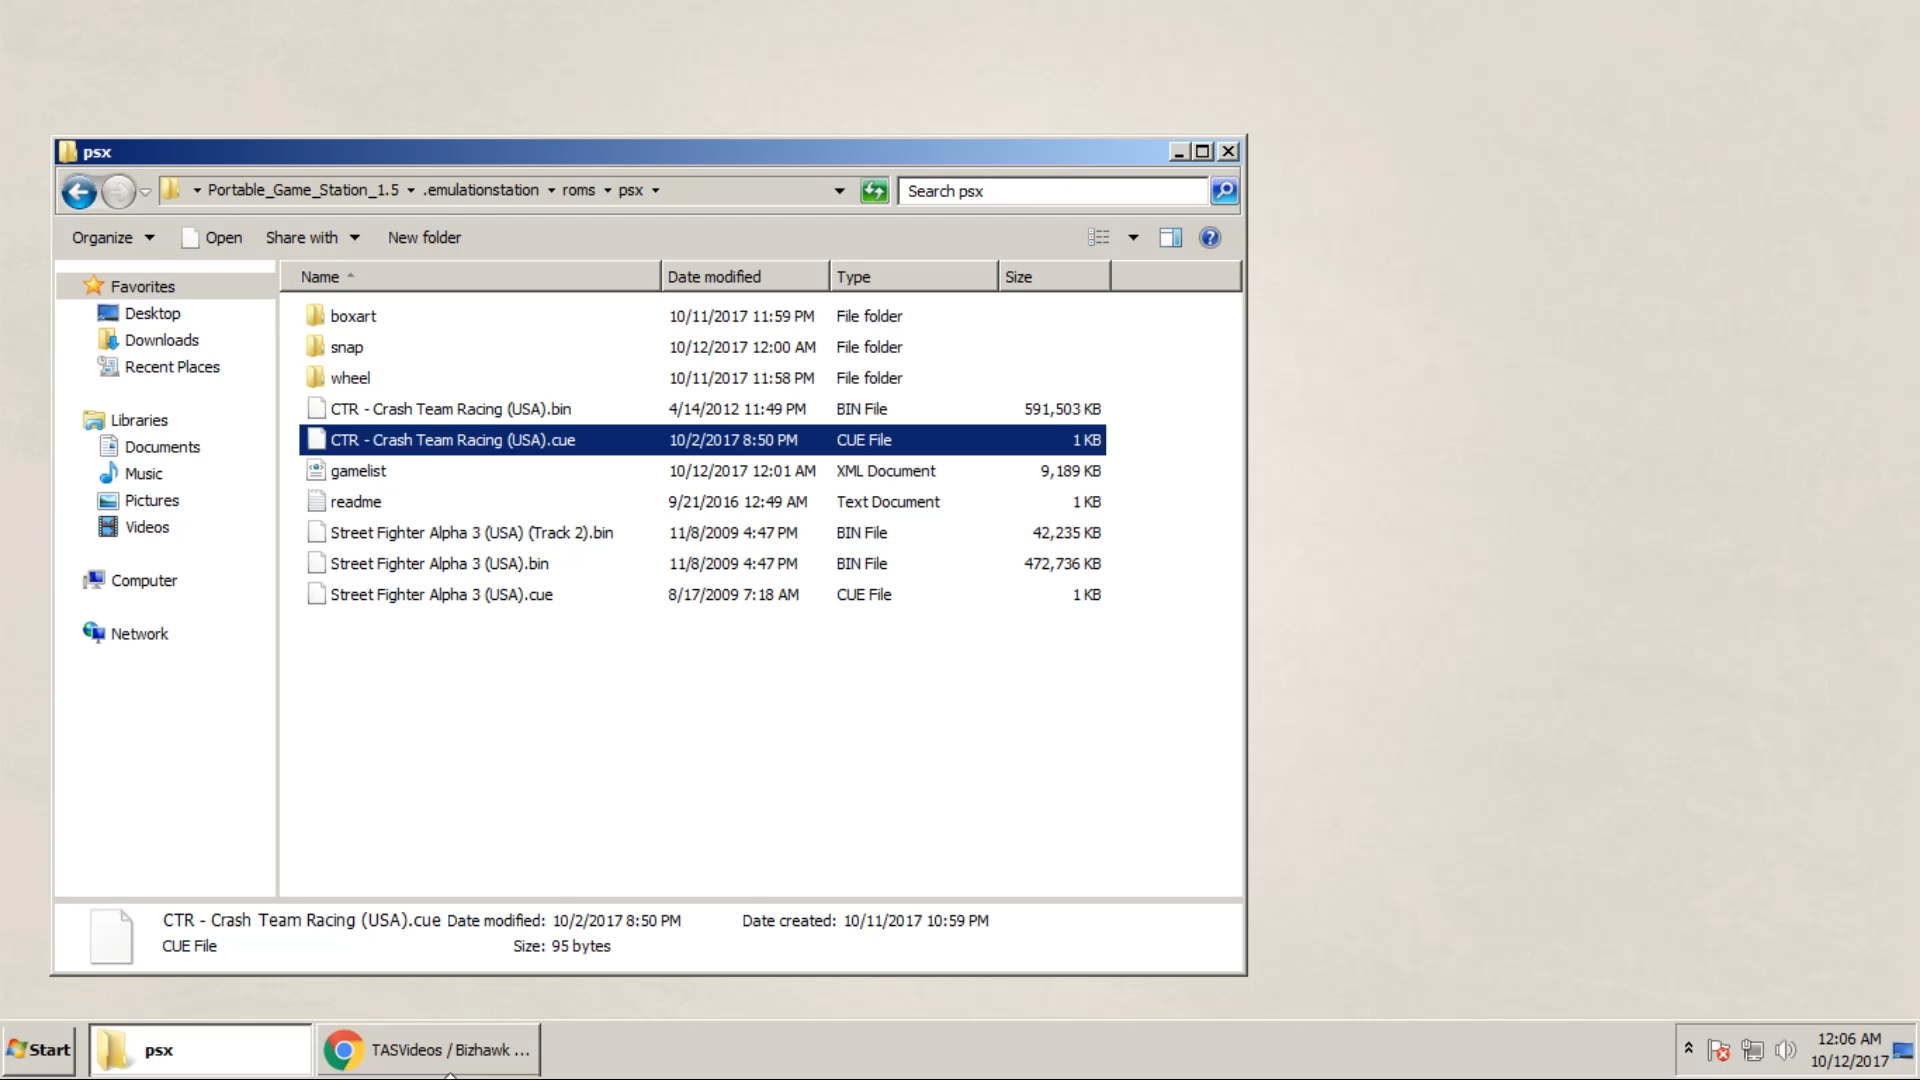 psx
Portable_Game_Station_1.5 .emulationstation roms psx
Search psx
Organize Open Share with New folder
Name Date modified Type Size
Favorites
Desktop
Downloads
Recent Places
Libraries
Documents
Music
Pictures
Videos
Computer
Network
boxart 10/11/2017 11:59 PM File folder
snap 10/12/2017 12:00 AM File folder
wheel 10/11/2017 11:58 PM File folder
CTR - Crash Team Racing (USA).bin 4/14/2012 11:49 PM BIN File 591,503 KB
CTR - Crash Team Racing (USA).cue 10/2/2017 8:50 PM CUE File 1 KB
gamelist 10/12/2017 12:01 AM XML Document 9,189 KB
readme 9/21/2016 12:49 AM Text Document 1 KB
Street Fighter Alpha 3 (USA) (Track 2).bin 11/8/2009 4:47 PM BIN File 42,235 KB
Street Fighter Alpha 3 (USA).bin 11/8/2009 4:47 PM BIN File 472,736 KB
Street Fighter Alpha 3 (USA).cue 8/17/2009 7:18 AM CUE File 1 KB
CTR - Crash Team Racing (USA).cue Date modified: 10/2/2017 8:50 PM Date created: 10/11/2017 10:59 PM
CUE File Size: 95 bytes
Start psx TASVideos / Bizhawk ... 12:06 AM
10/12/2017